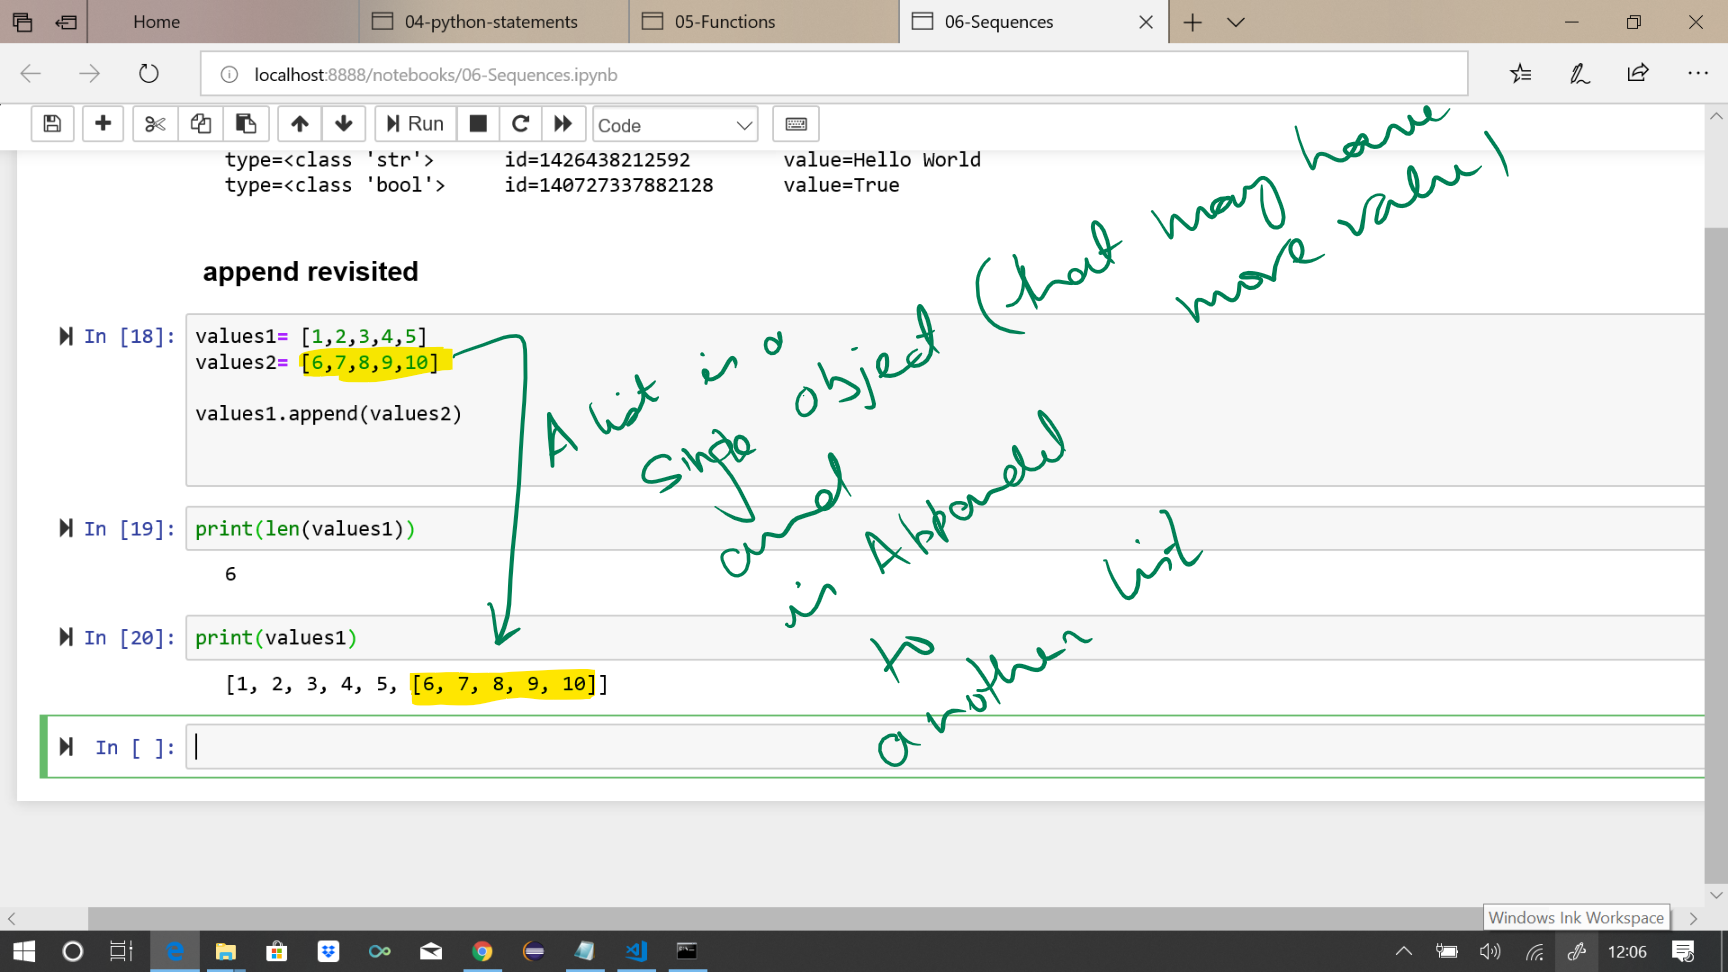 Home
04-python-statements
05-Functions
06-Sequences
localhost:8888/notebooks/06-Sequences.ipynb
Run
Code
type=<class 'str'> id=1426438212592 value=Hello World
type=<class 'bool'> id=140727337882128 value=True
append revisited
In [18]:
values1= [1,2,3,4,5]
values2= [6,7,8,9,10]
values1.append(values2)
In [19]:
print(len(values1))
6
In [20]:
print(values1)
[1, 2, 3, 4, 5, [6, 7, 8, 9, 10]]
In [ ]:
A list is a
single object (that may have
more value)
and
is Appended
to
another list
Windows Ink Workspace
12:06